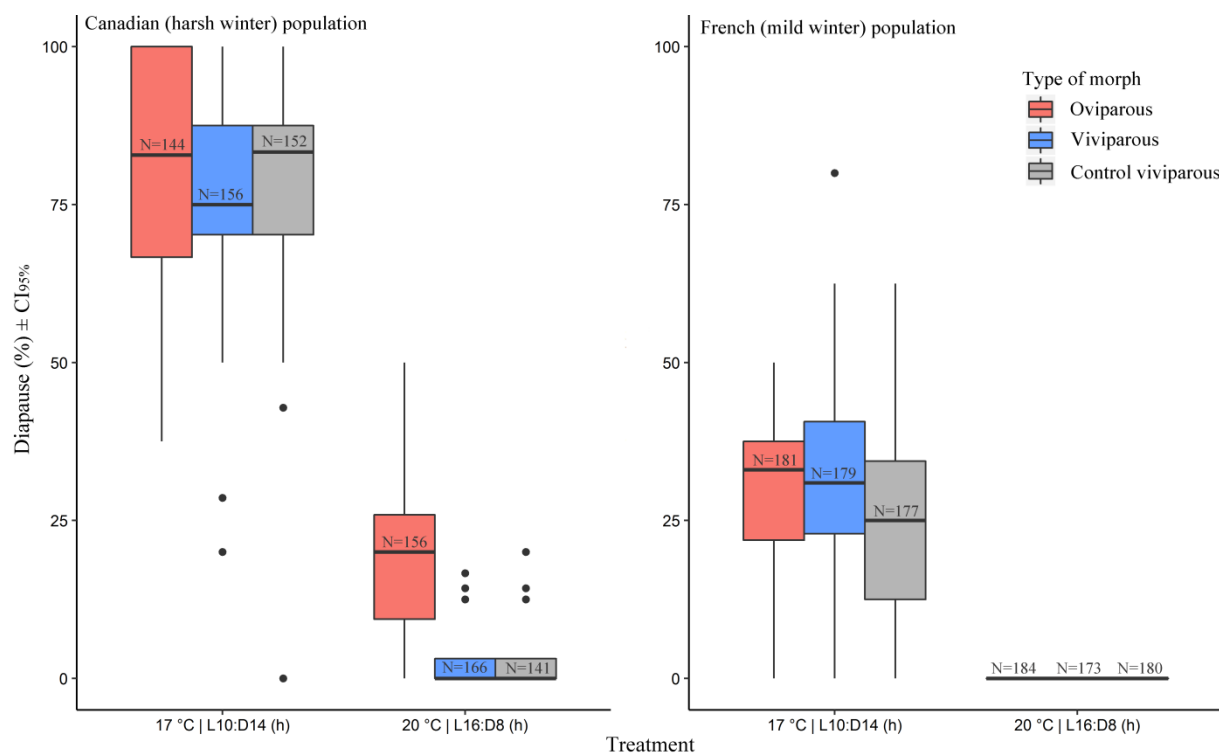 Canadian (harsh winter) population
French (mild winter) population
Diapause (%) ± CI95%
100
75
50
25
0
N=144
N=156
N=152
N=156
N=166
N=141
17 °C | L10:D14 (h)
20 °C | L16:D8 (h)
100
75
50
25
0
Type of morph
Oviparous
Viviparous
Control viviparous
N=181
N=179
N=177
N=184
N=173
N=180
17 °C | L10:D14 (h)
20 °C | L16:D8 (h)
Treatment